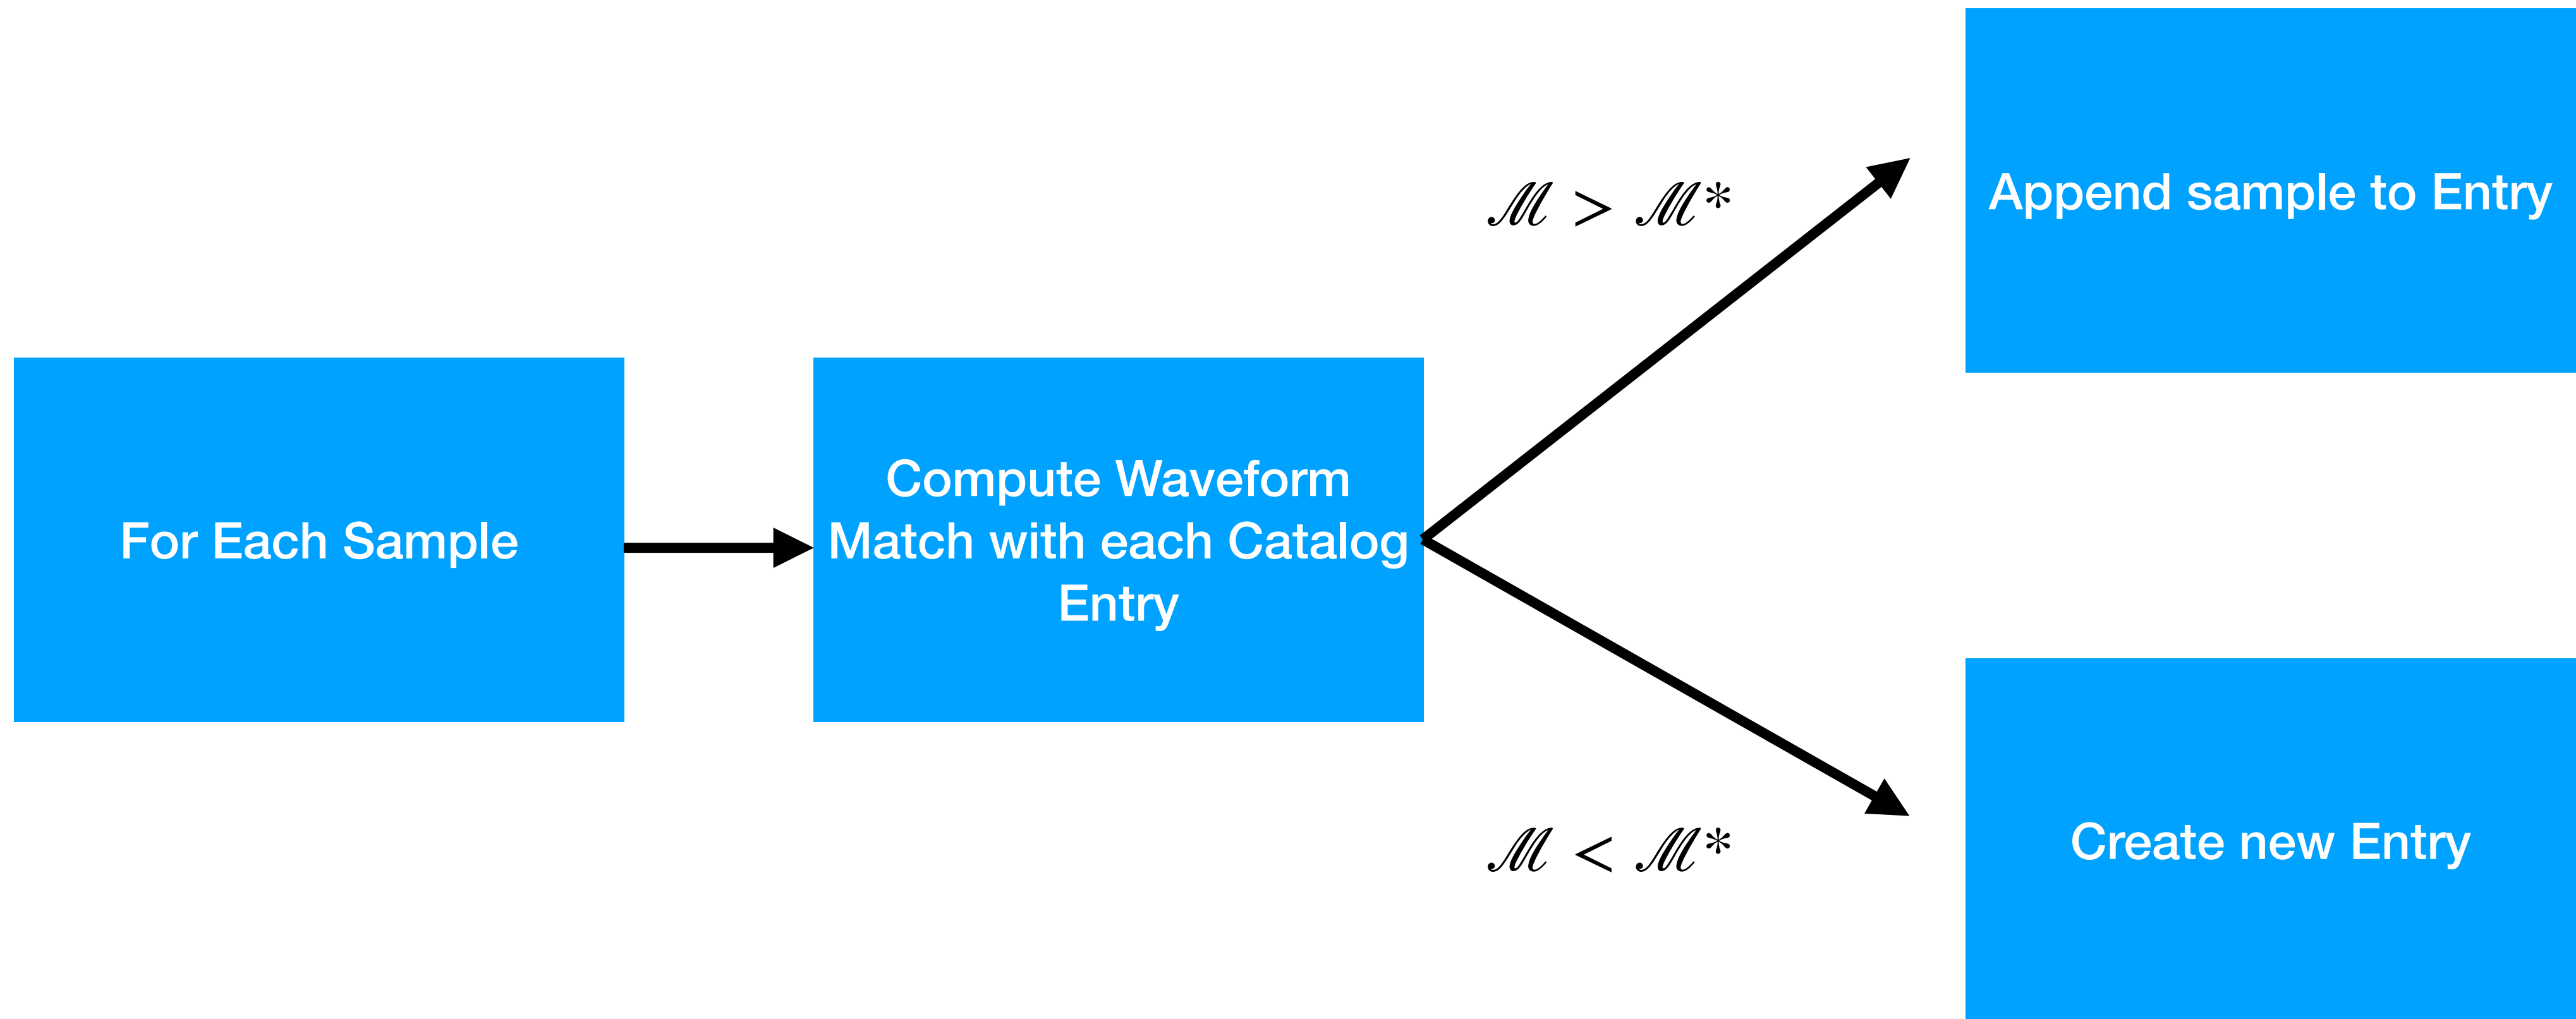 For Each Sample
Compute Waveform
Match with each Catalog
Entry
ℳ > ℳ*
Append sample to Entry
ℳ < ℳ*
Create new Entry